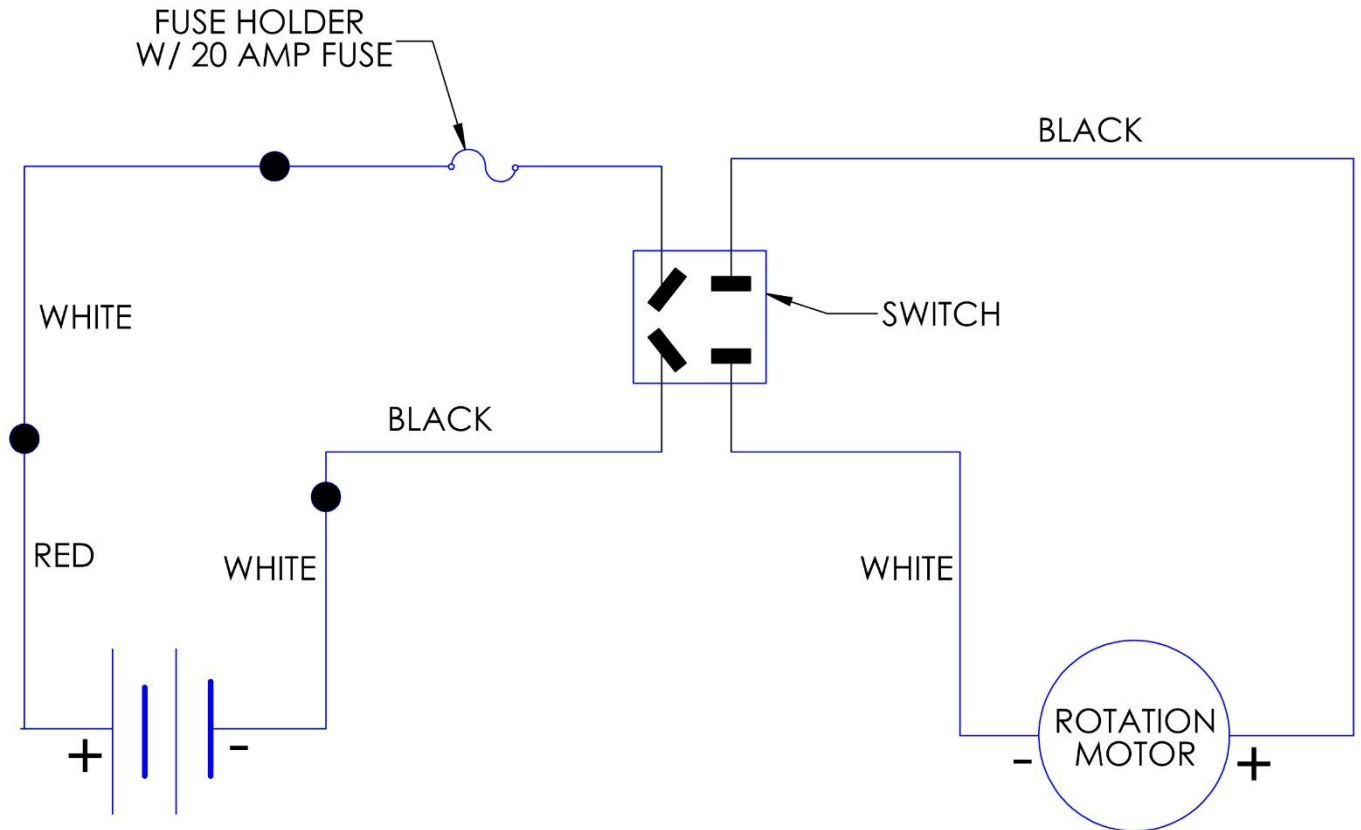 FUSE HOLDER
W/ 20 AMP FUSE
BLACK
WHITE
SWITCH
BLACK
RED
WHITE
WHITE
ROTATION
MOTOR
+
-
-
+